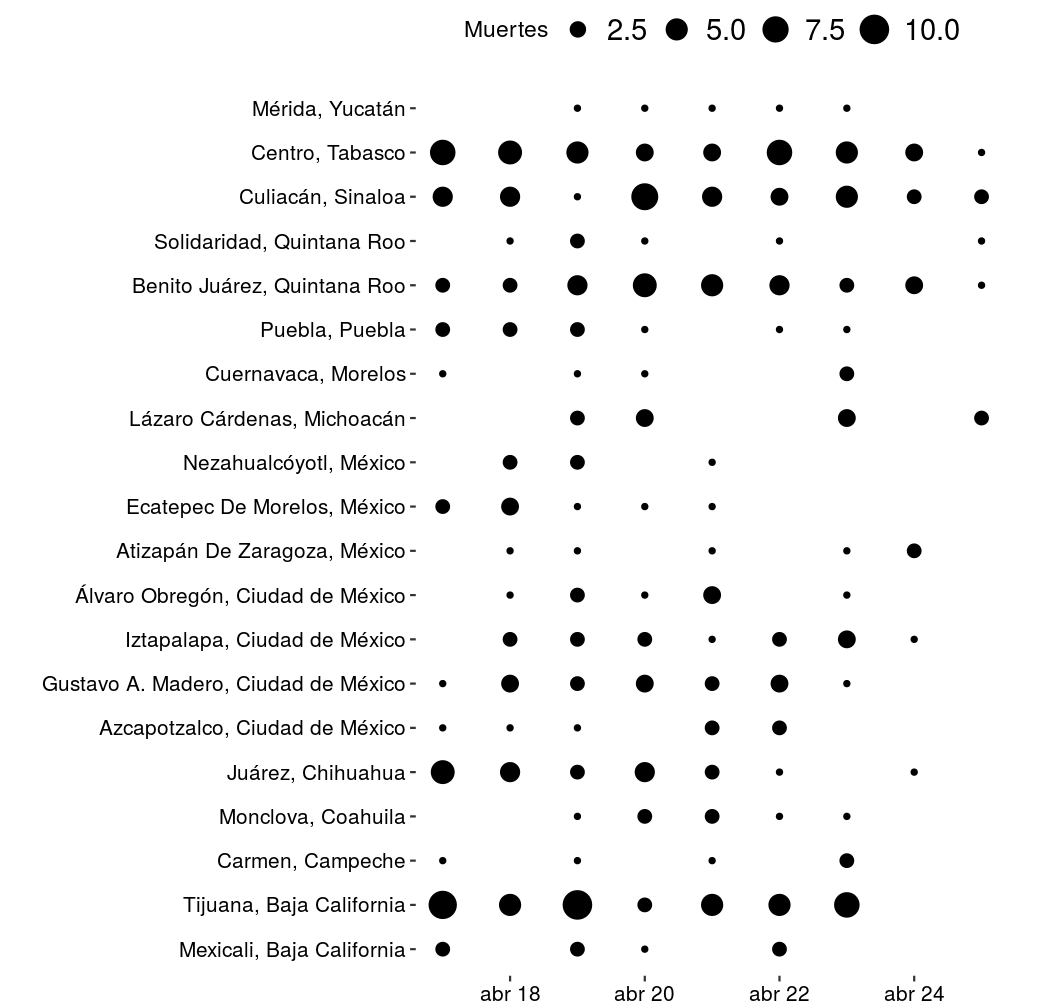 Muertes 2.5 5.0 7.5 10.0
Mérida, Yucatán
Centro, Tabasco
Culiacán, Sinaloa
Solidaridad, Quintana Roo
Benito Juárez, Quintana Roo
Puebla, Puebla
Cuernavaca, Morelos
Lázaro Cárdenas, Michoacán
Nezahualcóyotl, México
Ecatepec De Morelos, México
Atizapán De Zaragoza, México
Álvaro Obregón, Ciudad de México
Iztapalapa, Ciudad de México
Gustavo A. Madero, Ciudad de México
Azcapotzalco, Ciudad de México
Juárez, Chihuahua
Monclova, Coahuila
Carmen, Campeche
Tijuana, Baja California
Mexicali, Baja California
abr 18 abr 20 abr 22 abr 24